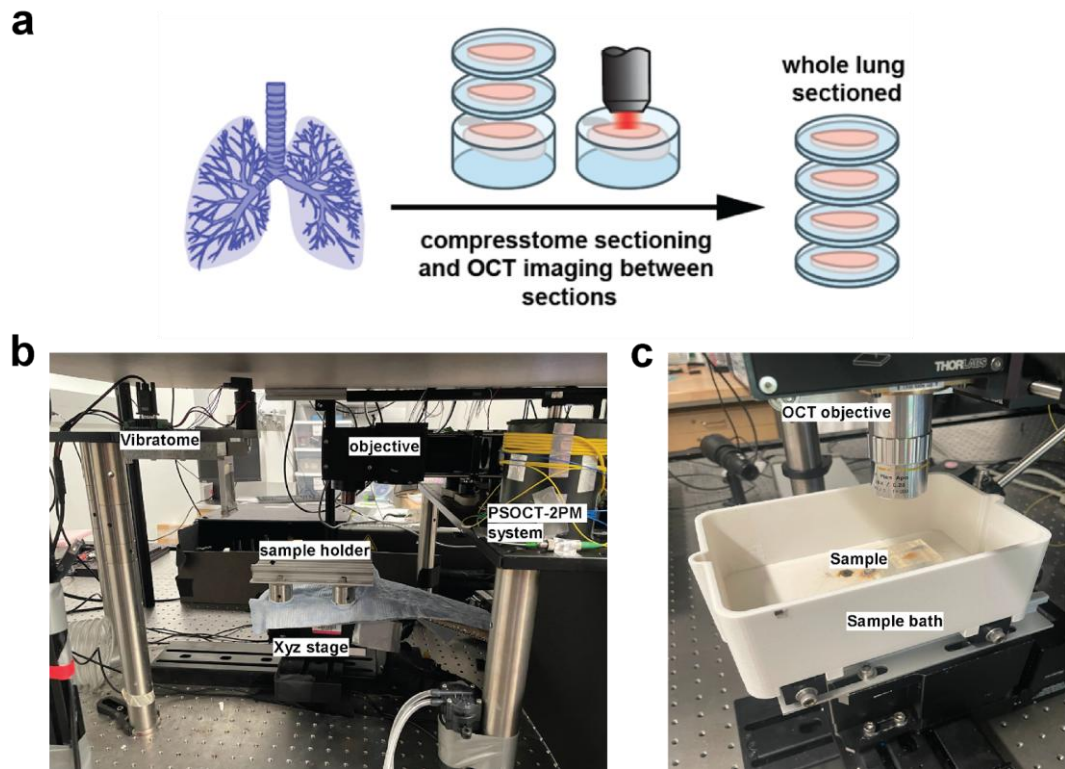 a
whole lung
sectioned
compresstome sectioning
and OCT imaging between
sections
b
Vibratome
objective
PSOCT-2PM
system
sample holder
Xyz stage
c
THORLABS
OCT objective
Sample
Sample bath